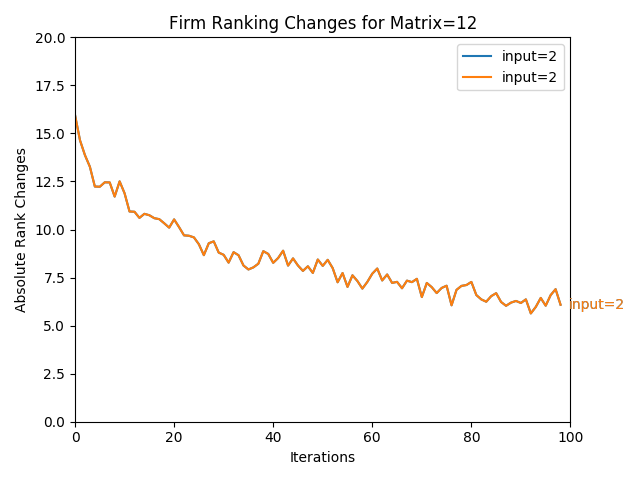 Firm Ranking Changes for Matrix=12
20.0
17.5
15.0
12.5
10.0
7.5
5.0
2.5
0.0
Absolute Rank Changes
input=2
input=2
input=2
0
20
40
60
80
100
Iterations